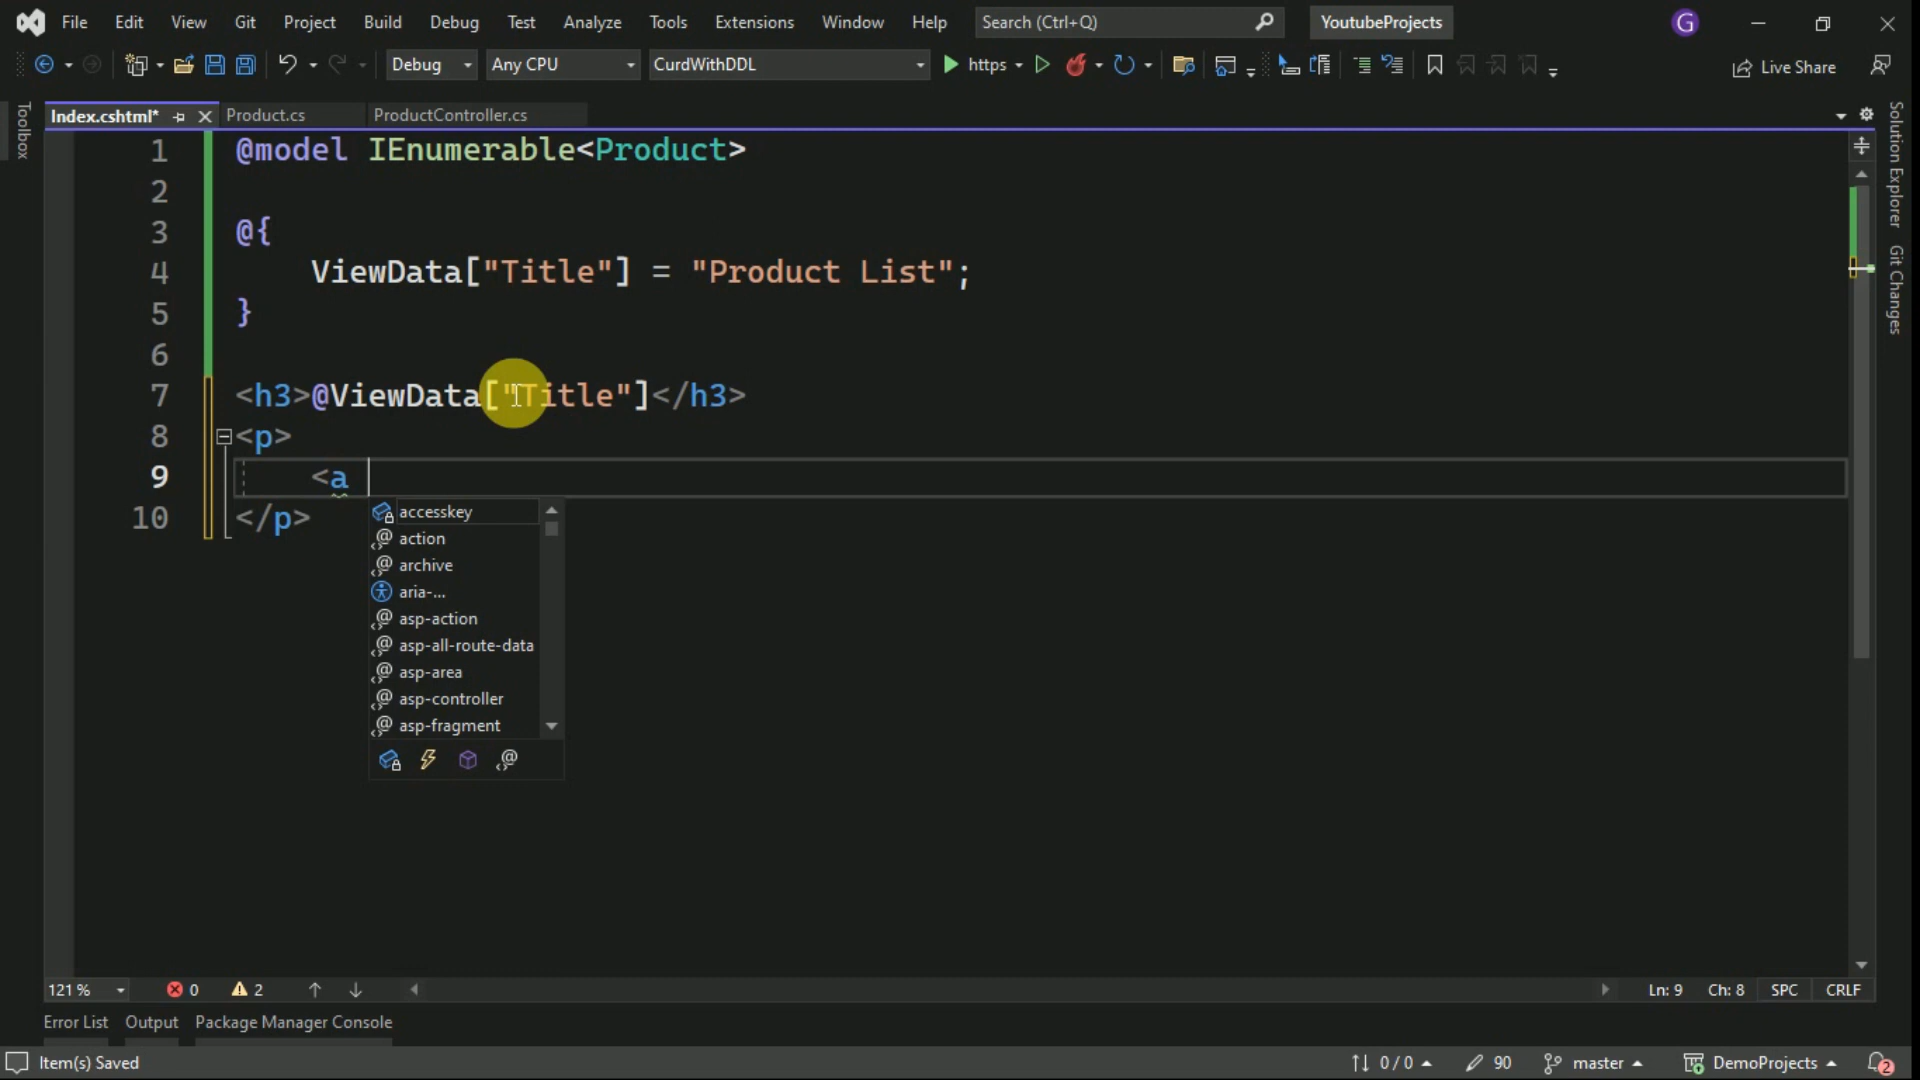 File Edit View Git Project Build Debug Test Analyze Tools Extensions Window Help Search (Ctrl+Q) YoutubeProjects G
Debug Any CPU CurdWithDDL https Live Share
Toolbox
Index.cshtml* Product.cs ProductController.cs
Solution Explorer
Git Changes
1 @model IEnumerable<Product>
2
3 @{
4 ViewData["Title"] = "Product List";
5 }
6
7 <h3>@ViewData["Title"]</h3>
8 <p>
9 <a
10 </p>
accesskey
action
archive
aria-...
asp-action
asp-all-route-data
asp-area
asp-controller
asp-fragment
121 % 0 2 Ln: 9 Ch: 8 SPC CRLF
Error List Output Package Manager Console
Item(s) Saved 0 / 0 90 master DemoProjects 2